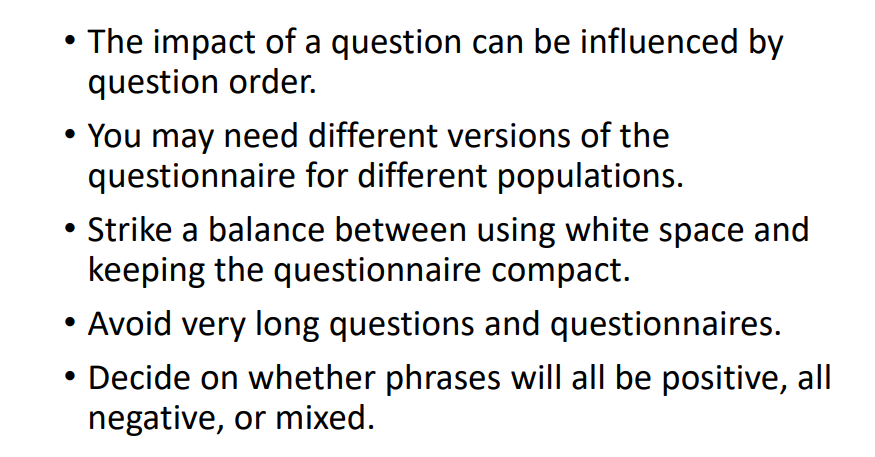 • The impact of a question can be influenced by
question order.
• You may need different versions of the
questionnaire for different populations.
• Strike a balance between using white space and
keeping the questionnaire compact.
• Avoid very long questions and questionnaires.
• Decide on whether phrases will all be positive, all
negative, or mixed.